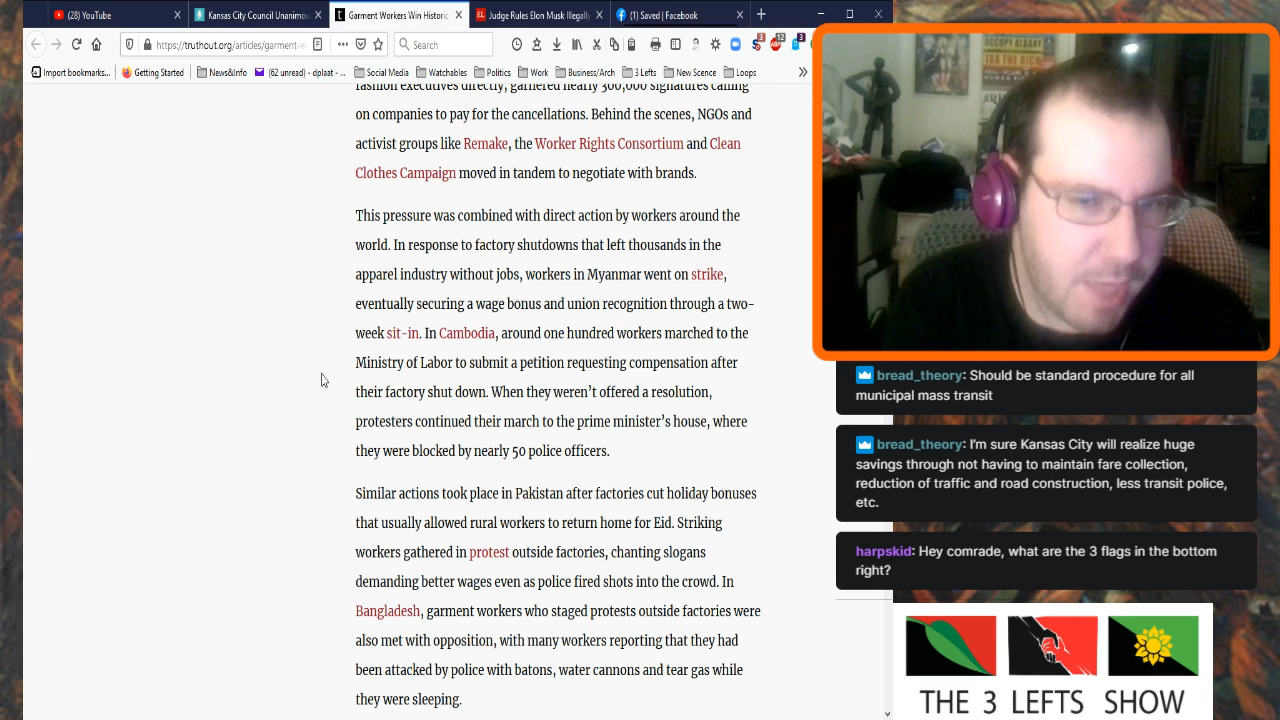 (28) YouTube
Kansas City Council Unanimou
Garment Workers Win Historic
Judge Rules Elon Musk Illegally
(1) Saved | Facebook
https://truthout.org/articles/garment-w
Search
3
12
3
Import bookmarks...
Getting Started
News&Info
(62 unread) - dplaat - ...
Social Media
Watchables
Politics
Work
Business/Arch
3 Lefts
New Scence
Loops
fashion executives directly, garnered nearly 300,000 signatures calling
on companies to pay for the cancellations. Behind the scenes, NGOs and
activist groups like Remake, the Worker Rights Consortium and Clean
Clothes Campaign moved in tandem to negotiate with brands.
This pressure was combined with direct action by workers around the
world. In response to factory shutdowns that left thousands in the
apparel industry without jobs, workers in Myanmar went on strike,
eventually securing a wage bonus and union recognition through a two-
week sit-in. In Cambodia, around one hundred workers marched to the
Ministry of Labor to submit a petition requesting compensation after
their factory shut down. When they weren't offered a resolution,
protesters continued their march to the prime minister's house, where
they were blocked by nearly 50 police officers.
Similar actions took place in Pakistan after factories cut holiday bonuses
that usually allowed rural workers to return home for Eid. Striking
workers gathered in protest outside factories, chanting slogans
demanding better wages even as police fired shots into the crowd. In
Bangladesh, garment workers who staged protests outside factories were
also met with opposition, with many workers reporting that they had
been attacked by police with batons, water cannons and tear gas while
they were sleeping.
OCCUPY ALBANY
TAX THE RICH
bread_theory: Should be standard procedure for all
municipal mass transit
bread_theory: I'm sure Kansas City will realize huge
savings through not having to maintain fare collection,
reduction of traffic and road construction, less transit police,
etc.
harpskid: Hey comrade, what are the 3 flags in the bottom
right?
THE 3 LEFTS SHOW